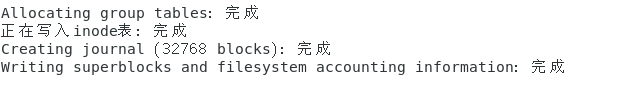 Allocating group tables: 完成
正在写入inode表: 完成
Creating journal (32768 blocks): 完成
Writing superblocks and filesystem accounting information: 完成